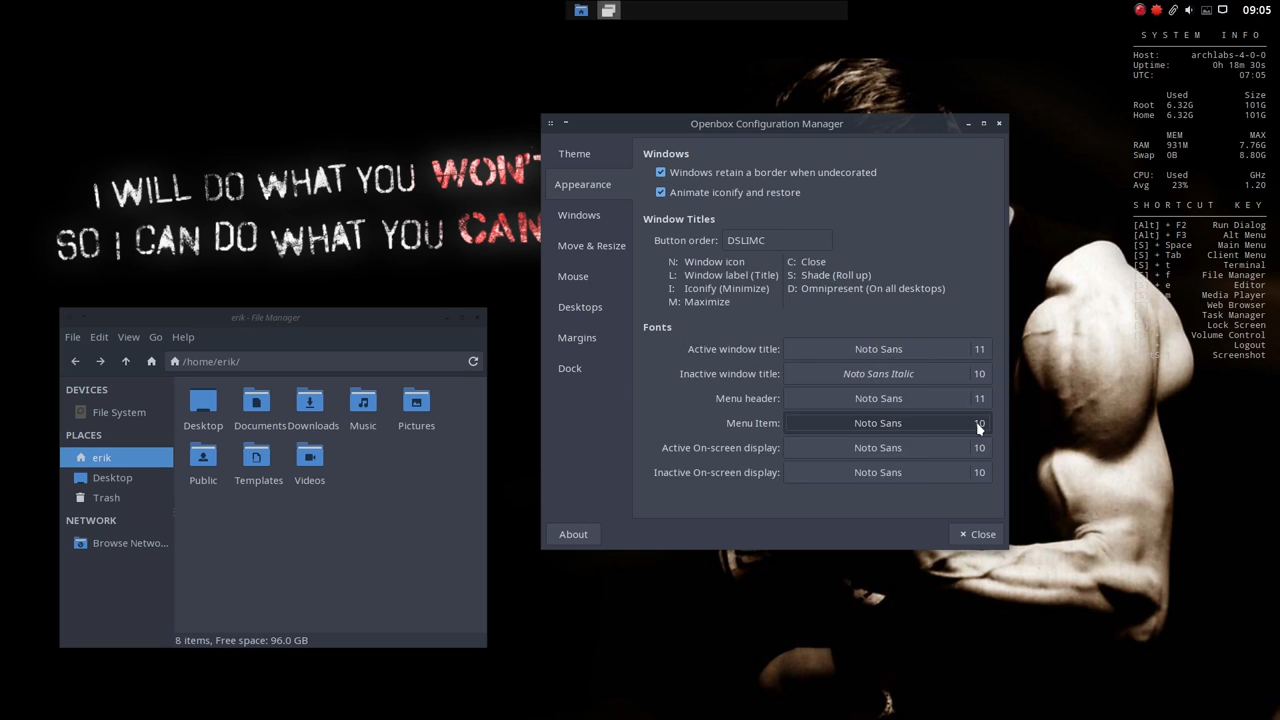 09:05
SYSTEM INFO
Host: archlabs-4-0-0
Uptime: 0h 18m 30s
UTC: 07:05
Used Size
Root 6.32G 101G
Home 6.32G 101G
MEM MAX
RAM 931M 7.76G
Swap 0B 8.80G
CPU: Used GHz
Avg 23% 1.20
SHORTCUT KEY
[Alt] + F2 Run Dialog
[Alt] + F3 Alt Menu
[S] + Space Main Menu
[S] + Tab Client Menu
[S] + t Terminal
[S] + f File Manager
[S] + e Editor
Media Player
Web Browser
Task Manager
Lock Screen
Volume Control
Logout
Screenshot
I WILL DO WHAT YOU WON'T
SO I CAN DO WHAT YOU CAN
erik - File Manager
File Edit View Go Help
/home/erik/
DEVICES
File System
PLACES
erik
Desktop
Trash
NETWORK
Browse Netwo...
Desktop Documents Downloads Music Pictures
Public Templates Videos
8 items, Free space: 96.0 GB
Openbox Configuration Manager
Theme
Appearance
Windows
Move & Resize
Mouse
Desktops
Margins
Dock
Windows
Windows retain a border when undecorated
Animate iconify and restore
Window Titles
Button order: DSLIMC
N: Window icon C: Close
L: Window label (Title) S: Shade (Roll up)
I: Iconify (Minimize) D: Omnipresent (On all desktops)
M: Maximize
Fonts
Active window title: Noto Sans 11
Inactive window title: Noto Sans Italic 10
Menu header: Noto Sans 11
Menu Item: Noto Sans 10
Active On-screen display: Noto Sans 10
Inactive On-screen display: Noto Sans 10
About
Close